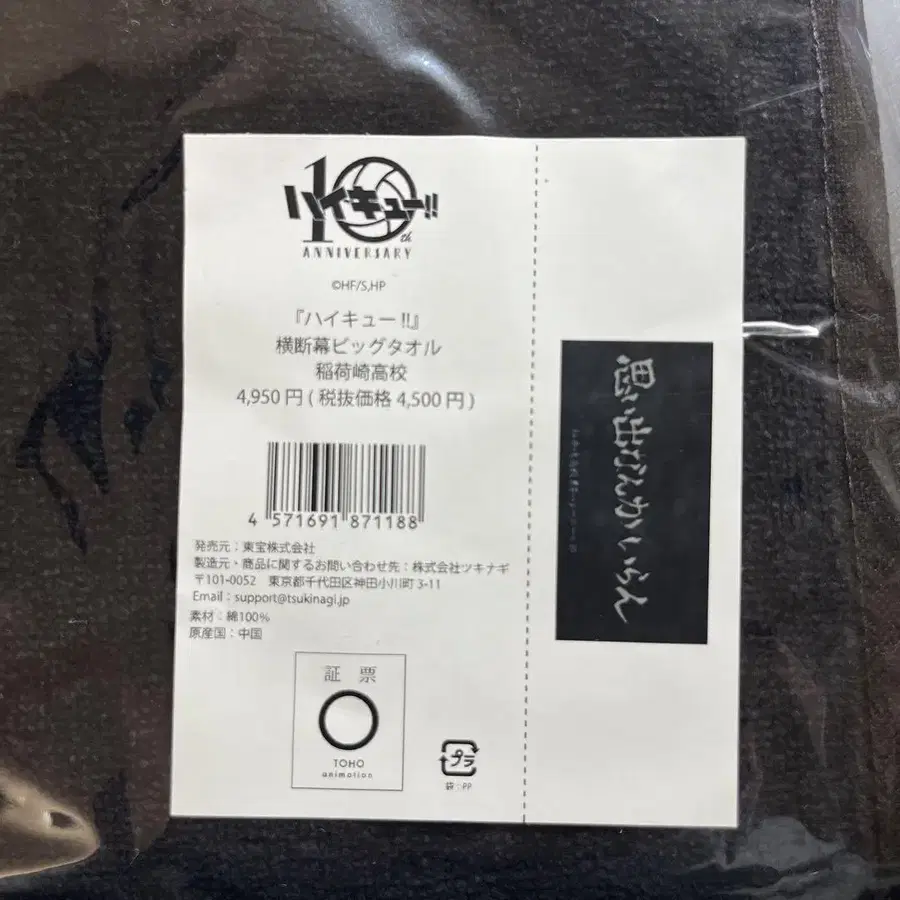 10th
ハイキュー!!
ANNIVERSARY
©HF/S,HP
『ハイキュー!!』
横断幕ビッグタオル
稲荷崎高校
4,950 円 ( 税抜価格 4,500 円 )
4 571691 871188
発売元：東宝株式会社
製造元・商品に関するお問い合わせ先：株式会社ツキナギ
〒101-0052 東京都千代田区神田小川町 3-11
Email：support@tsukinagi.jp
素材：綿100%
原産国：中国
証 票
TOHO
animation
プラ
袋：PP
思い出なんかいらん